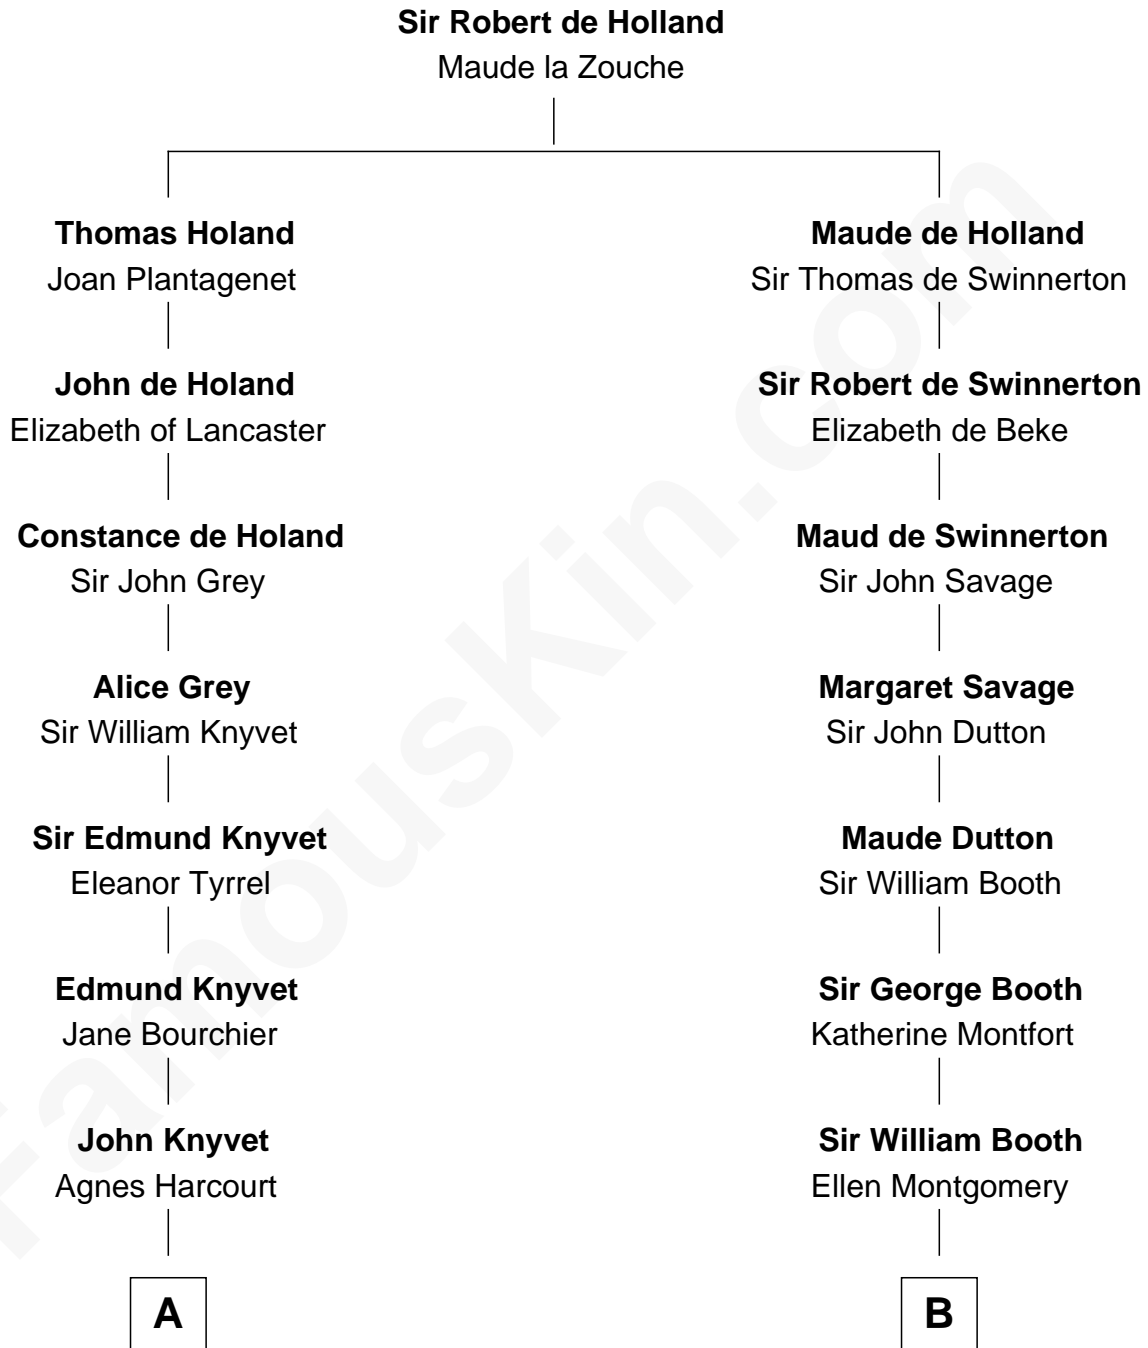 Sir Robert de Holland
Maude la Zouche
Thomas Holand
Joan Plantagenet
John de Holand
Elizabeth of Lancaster
Constance de Holand
Sir John Grey
Alice Grey
Sir William Knyvet
Sir Edmund Knyvet
Eleanor Tyrrel
Edmund Knyvet
Jane Bourchier
John Knyvet
Agnes Harcourt
A
Maude de Holland
Sir Thomas de Swinnerton
Sir Robert de Swinnerton
Elizabeth de Beke
Maud de Swinnerton
Sir John Savage
Margaret Savage
Sir John Dutton
Maude Dutton
Sir William Booth
Sir George Booth
Katherine Montfort
Sir William Booth
Ellen Montgomery
B
FamousKin.com